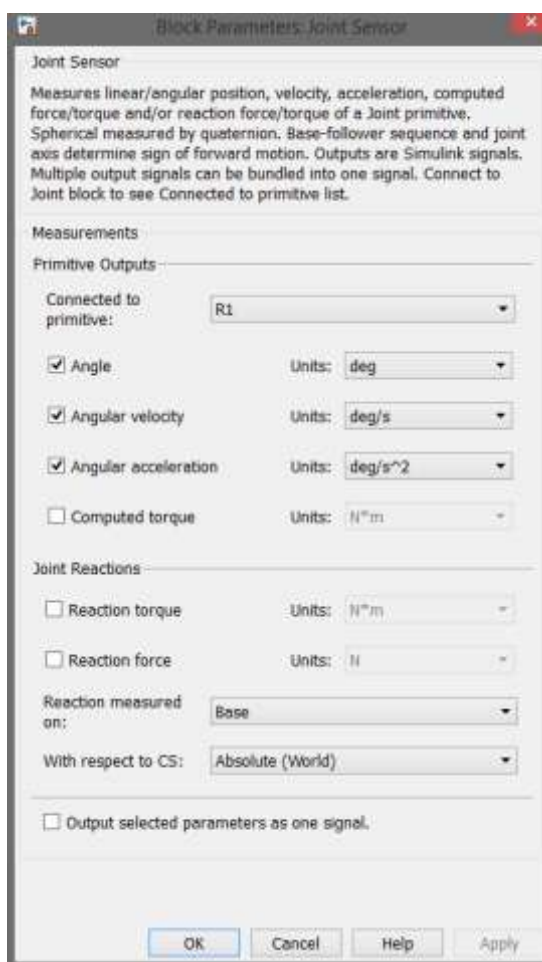 Block Parameters: Joint Sensor
Joint Sensor
Measures linear/angular position, velocity, acceleration, computed
force/torque and/or reaction force/torque of a Joint primitive.
Spherical measured by quaternion. Base-follower sequence and joint
axis determine sign of forward motion. Outputs are Simulink signals.
Multiple output signals can be bundled into one signal. Connect to
Joint block to see Connected to primitive list.
Measurements
Primitive Outputs
Connected to
primitive:
R1
Angle Units: deg
Angular velocity Units: deg/s
Angular acceleration Units: deg/s^2
Computed torque Units: N*m
Joint Reactions
Reaction torque Units: N*m
Reaction force Units: N
Reaction measured
on:
Base
With respect to CS: Absolute (World)
Output selected parameters as one signal.
OK Cancel Help Apply